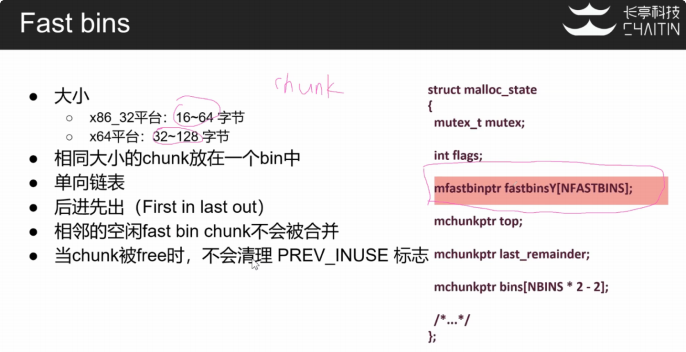 Fast bins
长亭科技
CHAITIN
chunk
● 大小
○ x86_32平台：16~64 字节
○ x64平台：32~128 字节
● 相同大小的chunk放在一个bin中
● 单向链表
● 后进先出（First in last out）
● 相邻的空闲fast bin chunk不会被合并
● 当chunk被free时，不会清理 PREV_INUSE 标志
struct malloc_state
{
mutex_t mutex;
int flags;
mfastbinptr fastbinsY[NFASTBINS];
mchunkptr top;
mchunkptr last_remainder;
mchunkptr bins[NBINS * 2 - 2];
/*...*/
};